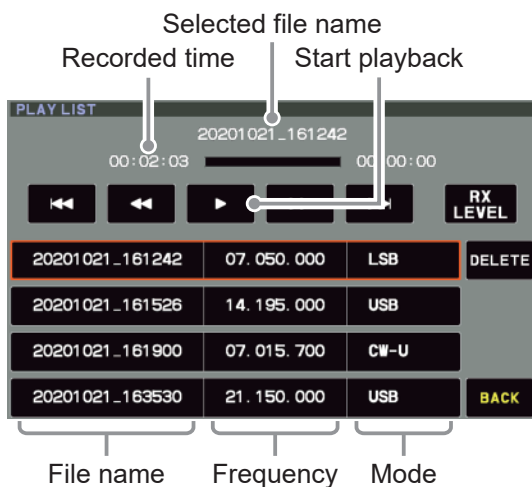 Selected file name
Recorded time Start playback
PLAY LIST
20201021_161242
00:02:03 00:00:00
RX
LEVEL
20201021_161242 07.050.000 LSB DELETE
20201021_161526 14.195.000 USB
20201021_161900 07.015.700 CW-U
20201021_163530 21.150.000 USB BACK
File name Frequency Mode